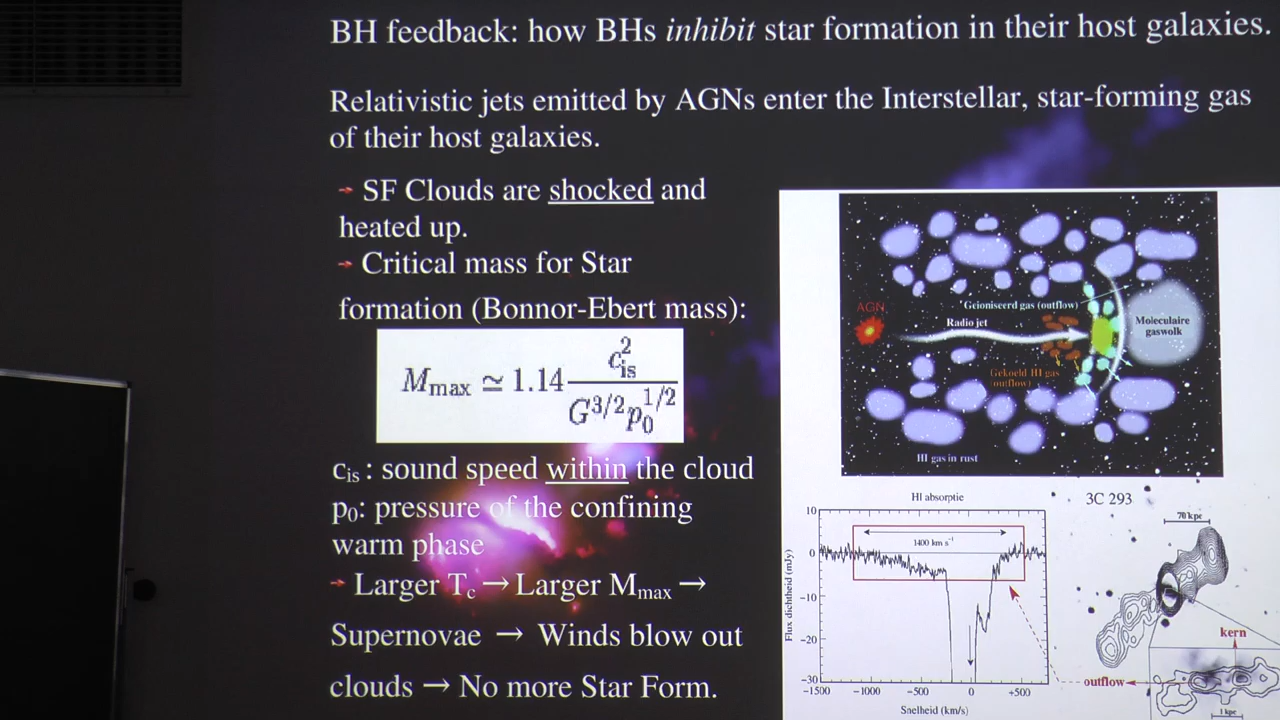 BH feedback: how BHs inhibit star formation in their host galaxies.
Relativistic jets emitted by AGNs enter the Interstellar, star-forming gas
of their host galaxies.
→ SF Clouds are shocked and
heated up.
→ Critical mass for Star
formation (Bonnor-Ebert mass):
M_max ≃ 1.14 c_is^2 / G^3/2 p_0^1/2
c_is : sound speed within the cloud
p_0: pressure of the confining
warm phase
→ Larger T_c → Larger M_max →
Supernovae → Winds blow out
clouds → No more Star Form.
AGN
Geioniseerd gas (outflow)
Radio jet
Moleculaire
gaswolk
Gekoeld HI gas
(outflow)
HI gas in rust
HI absorptie
1400 km s⁻¹
Flux dichtheid (mJy)
10
0
−10
−20
−30
−1500 −1000 −500 0 +500
Snelheid (km/s)
3C 293
70 kpc
kern
outflow
1 kpc